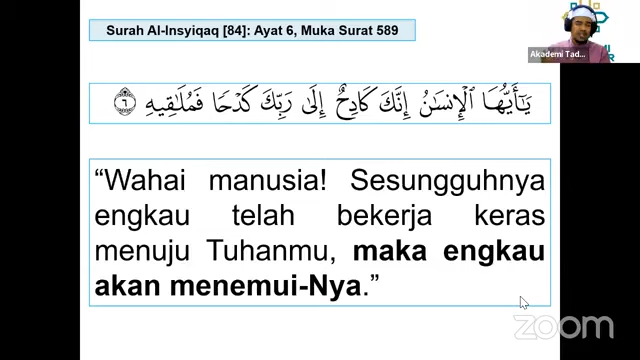 Surah Al-Insyiqaq [84]: Ayat 6, Muka Surat 589
Akademi Tad...
يَٰٓأَيُّهَا ٱلْإِنسَٰنُ إِنَّكَ كَادِحٌ إِلَىٰ رَبِّكَ كَدْحًا فَمُلَٰقِيهِ ٦
“Wahai manusia! Sesungguhnya
engkau telah bekerja keras
menuju Tuhanmu, maka engkau
akan menemui-Nya.”
zoom